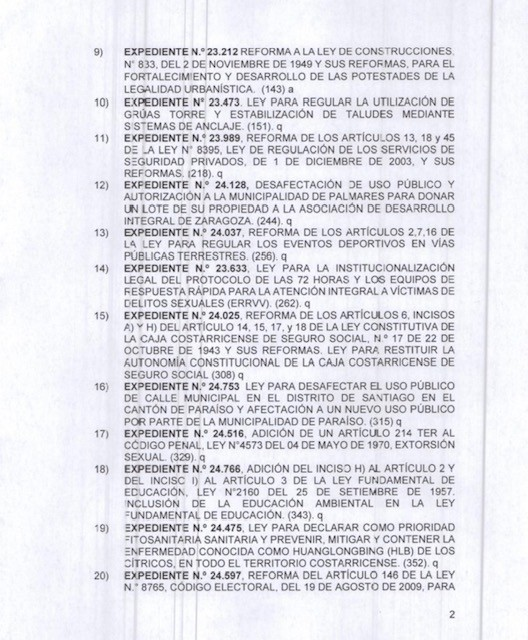 9) EXPEDIENTE N.º 23.212 REFORMA A LA LEY DE CONSTRUCCIONES.
N° 833, DEL 2 DE NOVIEMBRE DE 1949 Y SUS REFORMAS, PARA EL
FORTALECIMIENTO Y DESARROLLO DE LAS POTESTADES DE LA
LEGALIDAD URBANÍSTICA. (143) a
10) EXPEDIENTE N° 23.473. LEY PARA REGULAR LA UTILIZACIÓN DE
GRÚAS TORRE Y ESTABILIZACIÓN DE TALUDES MEDIANTE
SISTEMAS DE ANCLAJE. (151). q
11) EXPEDIENTE N.º 23.989, REFORMA DE LOS ARTÍCULOS 13, 18 y 45
DE LA LEY N° 8395, LEY DE REGULACIÓN DE LOS SERVICIOS DE
SEGURIDAD PRIVADOS, DE 1 DE DICIEMBRE DE 2003, Y SUS
REFORMAS. (218). q
12) EXPEDIENTE N.º 24.128, DESAFECTACIÓN DE USO PÚBLICO Y
AUTORIZACIÓN A LA MUNICIPALIDAD DE PALMARES PARA DONAR
UN LOTE DE SU PROPIEDAD A LA ASOCIACIÓN DE DESARROLLO
INTEGRAL DE ZARAGOZA. (244). q
13) EXPEDIENTE N.º 24.037, REFORMA DE LOS ARTÍCULOS 2,7,16 DE
LA LEY PARA REGULAR LOS EVENTOS DEPORTIVOS EN VÍAS
PÚBLICAS TERRESTRES. (256). q
14) EXPEDIENTE N.º 23.633, LEY PARA LA INSTITUCIONALIZACIÓN
LEGAL DEL PROTOCOLO DE LAS 72 HORAS Y LOS EQUIPOS DE
RESPUESTA RÁPIDA PARA LA ATENCIÓN INTEGRAL A VÍCTIMAS DE
DELITOS SEXUALES (ERRVV). (262). q
15) EXPEDIENTE N.º 24.025, REFORMA DE LOS ARTÍCULOS 6, INCISOS
A) Y H) DEL ARTÍCULO 14, 15, 17, y 18 DE LA LEY CONSTITUTIVA DE
LA CAJA COSTARRICENSE DE SEGURO SOCIAL, N.º 17 DE 22 DE
OCTUBRE DE 1943 Y SUS REFORMAS. LEY PARA RESTITUIR LA
AUTONOMÍA CONSTITUCIONAL DE LA CAJA COSTARRICENSE DE
SEGURO SOCIAL (308) q
16) EXPEDIENTE N.º 24.753 LEY PARA DESAFECTAR EL USO PÚBLICO
DE CALLE MUNICIPAL EN EL DISTRITO DE SANTIAGO EN EL
CANTÓN DE PARAÍSO Y AFECTACIÓN A UN NUEVO USO PÚBLICO
POR PARTE DE LA MUNICIPALIDAD DE PARAÍSO. (315) q
17) EXPEDIENTE N.º 24.516, ADICIÓN DE UN ARTÍCULO 214 TER AL
CÓDIGO PENAL, LEY N°4573 DEL 04 DE MAYO DE 1970, EXTORSIÓN
SEXUAL. (329). q
18) EXPEDIENTE N.º 24.766, ADICIÓN DEL INCISO H) AL ARTÍCULO 2 Y
DEL INCISO I) AL ARTÍCULO 3 DE LA LEY FUNDAMENTAL DE
EDUCACIÓN, LEY N°2160 DEL 25 DE SETIEMBRE DE 1957.
INCLUSIÓN DE LA EDUCACIÓN AMBIENTAL EN LA LEY
FUNDAMENTAL DE EDUCACIÓN. (343). q
19) EXPEDIENTE N.º 24.475, LEY PARA DECLARAR COMO PRIORIDAD
FITOSANITARIA SANITARIA Y PREVENIR, MITIGAR Y CONTENER LA
ENFERMEDAD CONOCIDA COMO HUANGLONGBING (HLB) DE LOS
CÍTRICOS, EN TODO EL TERRITORIO COSTARRICENSE. (352). q
20) EXPEDIENTE N.º 24.597, REFORMA DEL ARTÍCULO 146 DE LA LEY
N.° 8765, CÓDIGO ELECTORAL, DEL 19 DE AGOSTO DE 2009, PARA
2